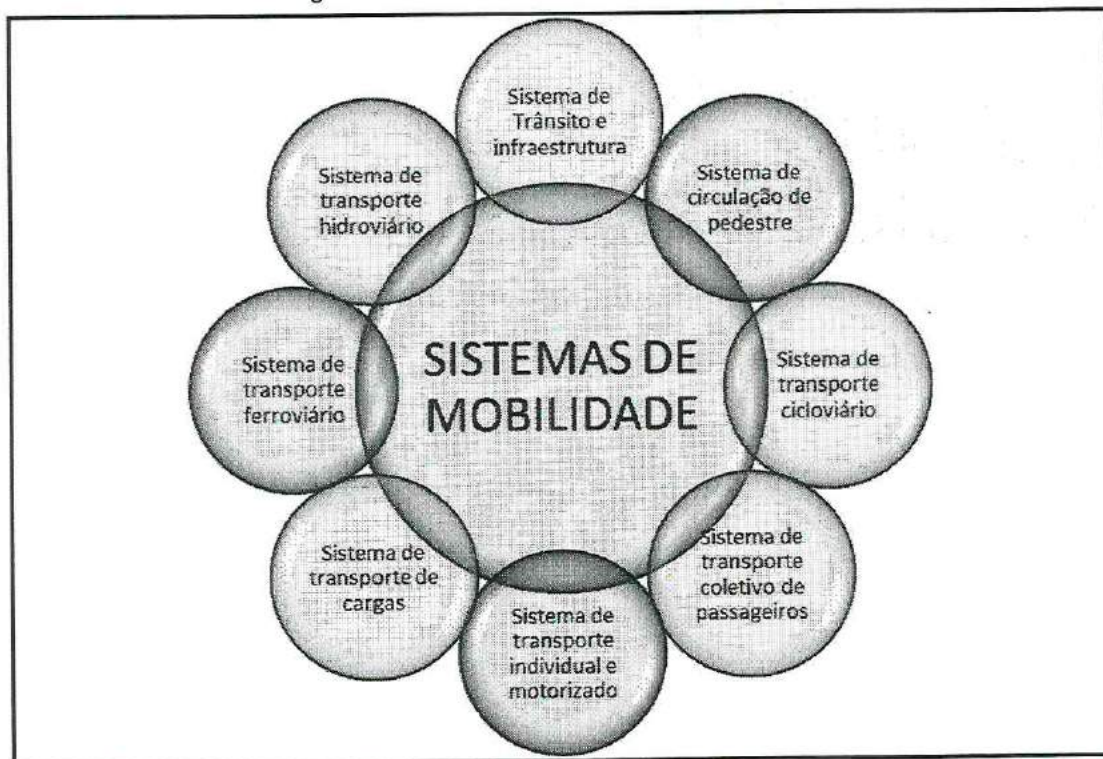 Sistema de
Trânsito e
infraestrutura
Sistema de
circulação de
pedestre
Sistema de
transporte
cicloviário
Sistema de
transporte
coletivo de
passageiros
Sistema de
transporte
individual e
motorizado
Sistema de
transporte de
cargas
Sistema de
transporte
ferroviário
Sistema de
transporte
hidroviário
SISTEMAS DE
MOBILIDADE